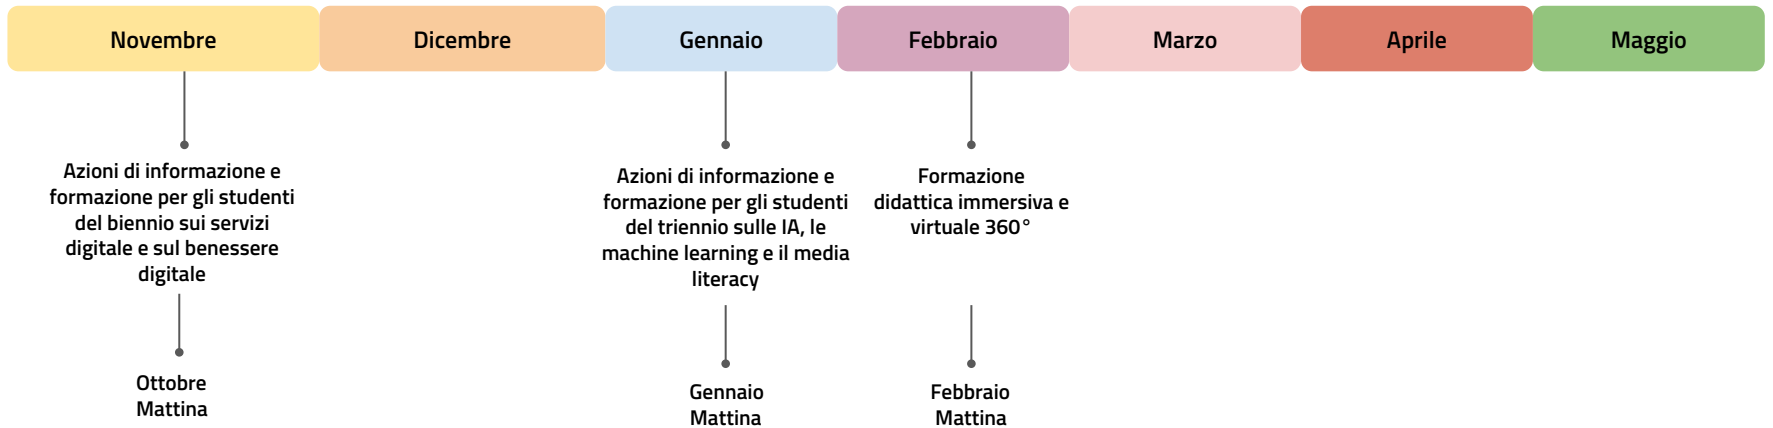 Novembre
Dicembre
Gennaio
Febbraio
Marzo
Aprile
Maggio
Azioni di informazione e
formazione per gli studenti
del biennio sui servizi
digitale e sul benessere
digitale
Ottobre
Mattina
Azioni di informazione e
formazione per gli studenti
del triennio sulle IA, le
machine learning e il media
literacy
Gennaio
Mattina
Formazione
didattica immersiva e
virtuale 360°
Febbraio
Mattina